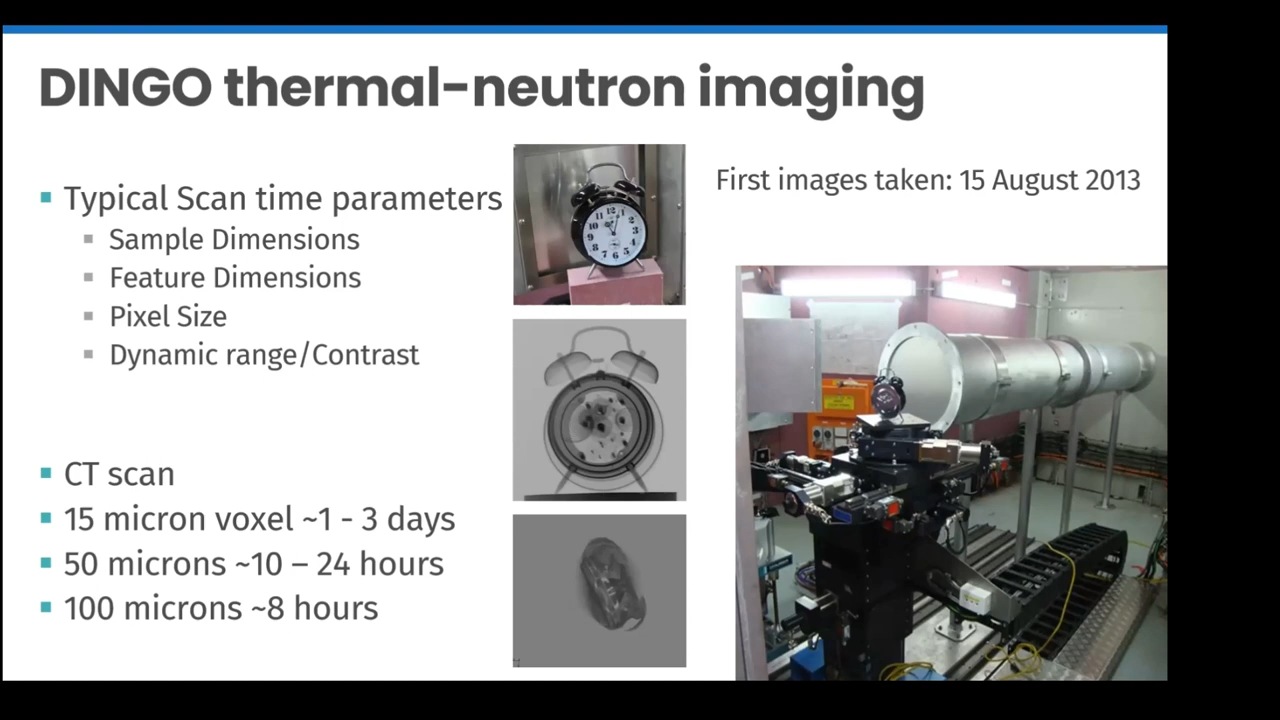 DINGO thermal-neutron imaging
Typical Scan time parameters
Sample Dimensions
Feature Dimensions
Pixel Size
Dynamic range/Contrast
CT scan
15 micron voxel ~1 - 3 days
50 microns ~10 – 24 hours
100 microns ~8 hours
First images taken: 15 August 2013